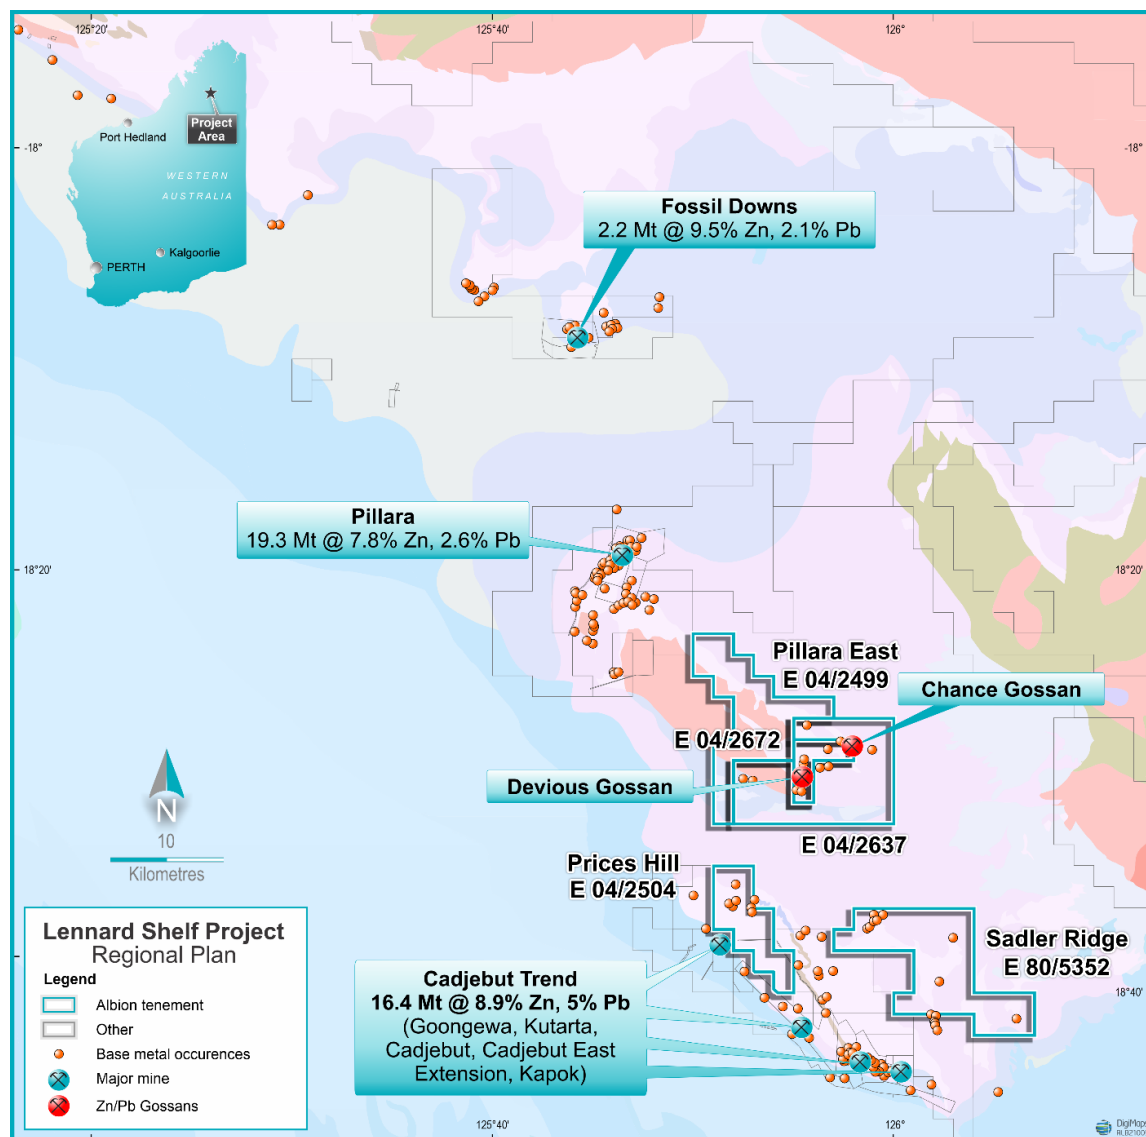 125°20'
125°40'
126°
-18°
-18°
Port Hedland
Project
Area
WESTERN
AUSTRALIA
Kalgoorlie
PERTH
Fossil Downs
2.2 Mt @ 9.5% Zn, 2.1% Pb
Pillara
19.3 Mt @ 7.8% Zn, 2.6% Pb
18°20'
18°20'
Pillara East
E 04/2499
Chance Gossan
E 04/2672
Devious Gossan
E 04/2637
N
10
Kilometres
Prices Hill
E 04/2504
Sadler Ridge
E 80/5352
18°40'
Cadjebut Trend
16.4 Mt @ 8.9% Zn, 5% Pb
(Goongewa, Kutarta,
Cadjebut, Cadjebut East
Extension, Kapok)
Lennard Shelf Project
Regional Plan
Legend
Albion tenement
Other
Base metal occurences
Major mine
Zn/Pb Gossans
125°40'
126°